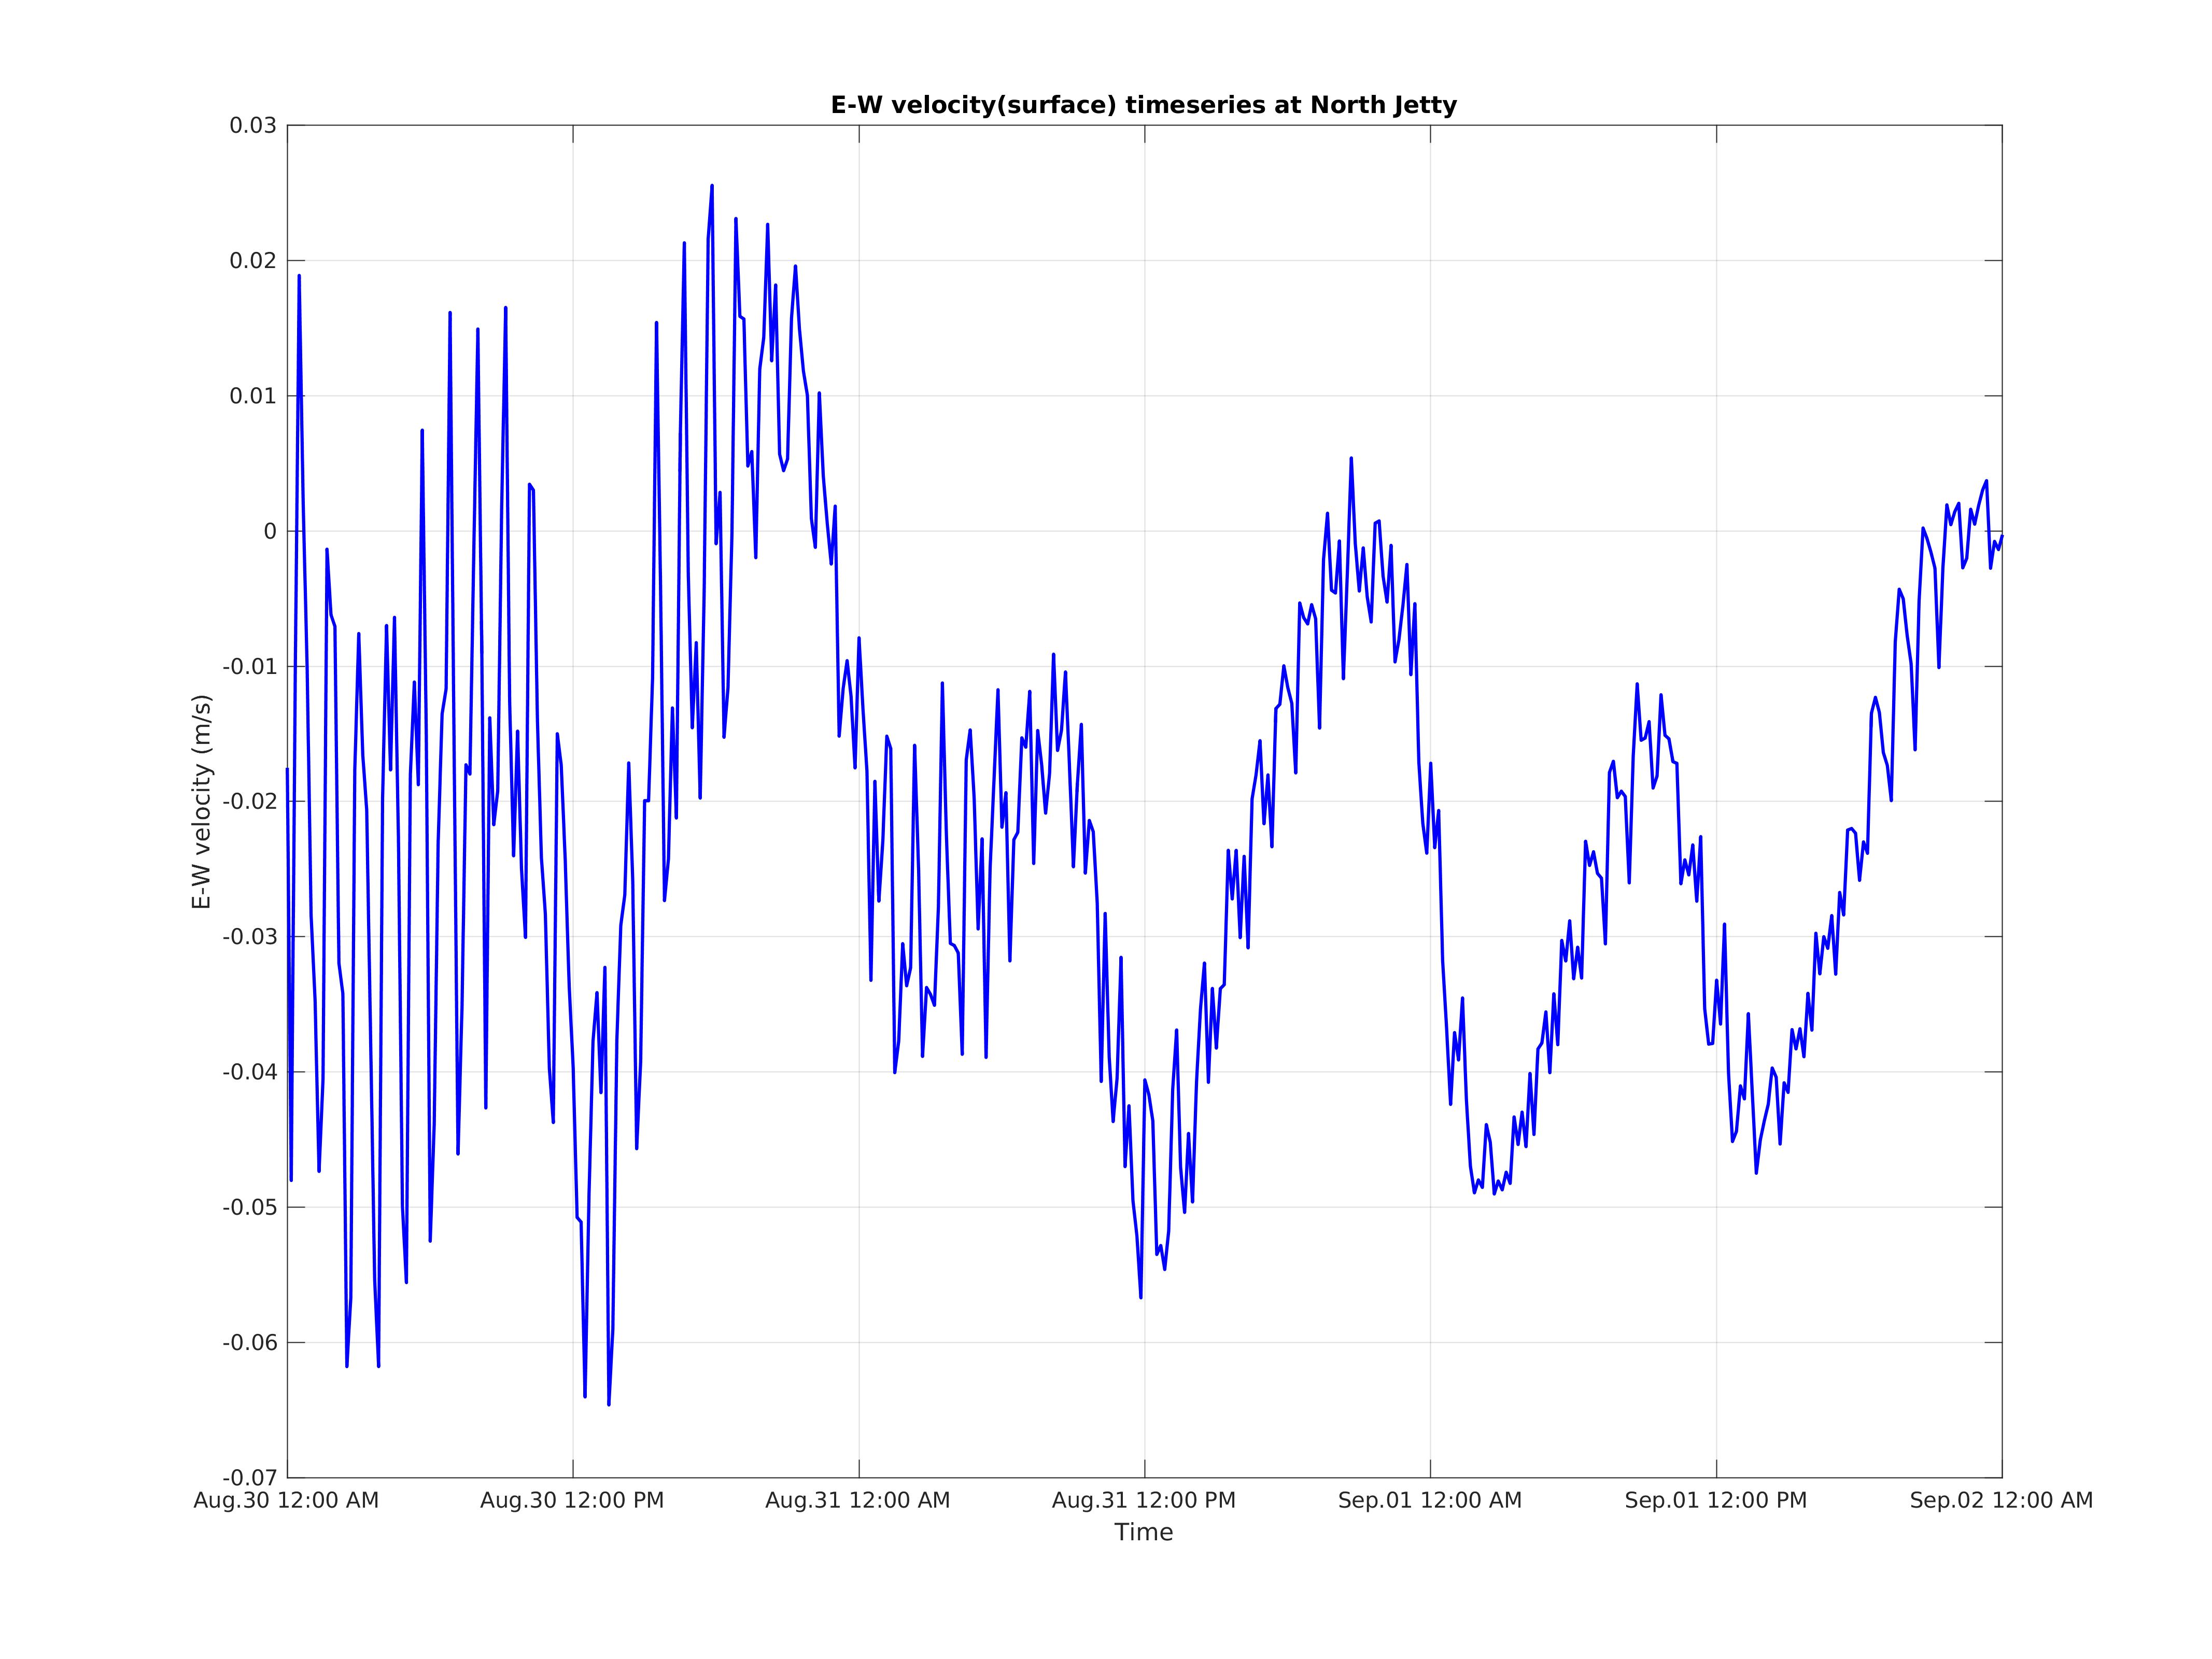 E-W velocity(surface) timeseries at North Jetty
0.03
0.02
0.01
0
-0.01
-0.02
-0.03
-0.04
-0.05
-0.06
-0.07
E-W velocity (m/s)
Aug.30 12:00 AM Aug.30 12:00 PM Aug.31 12:00 AM Aug.31 12:00 PM Sep.01 12:00 AM Sep.01 12:00 PM Sep.02 12:00 AM
Time